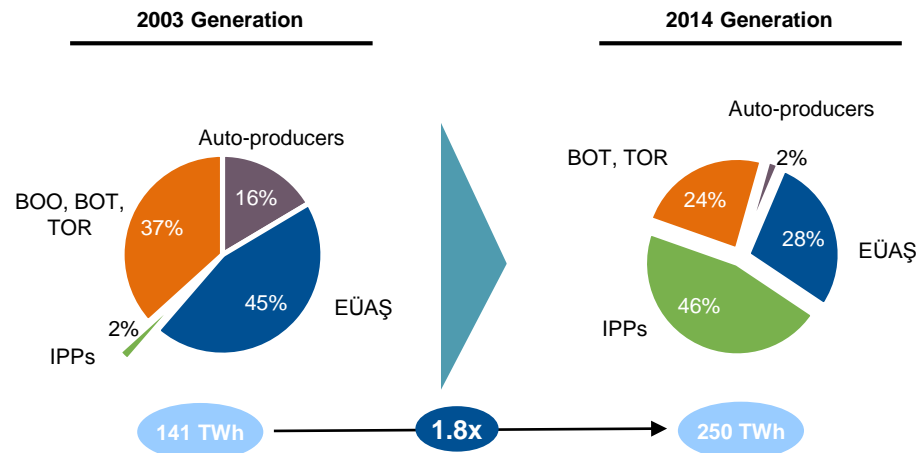 2003 Generation
2014 Generation
Auto-producers
16%
BOO, BOT,
TOR
37%
45%
EÜAŞ
2%
IPPs
Auto-producers
2%
BOT, TOR
24%
28%
EÜAŞ
46%
IPPs
141 TWh
1.8x
250 TWh